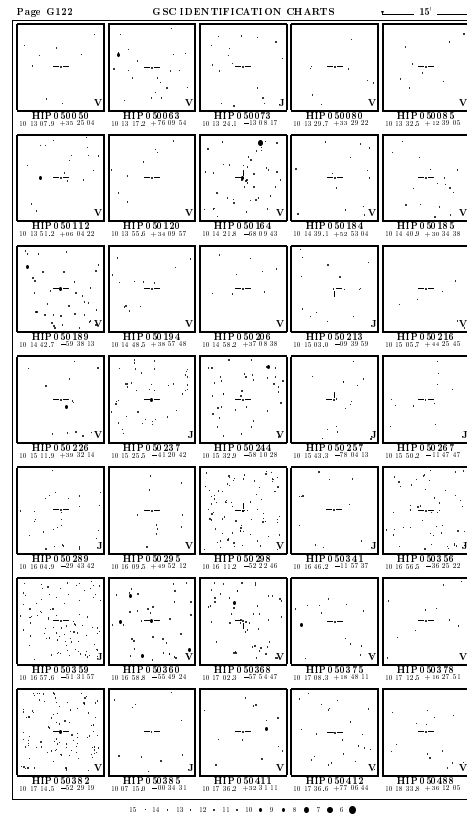 Page G122 GSC IDENTIFICATION CHARTS 15'
V V J V V
HIP 050050 HIP 050063 HIP 050073 HIP 050080 HIP 050085
10 13 07.9 +35 25 04 10 13 17.2 +76 09 54 10 13 24.1 −13 08 17 10 13 29.7 +33 29 22 10 13 32.5 +12 39 05
V V V V V
HIP 050112 HIP 050120 HIP 050164 HIP 050184 HIP 050185
10 13 51.2 +06 04 22 10 13 55.6 +34 09 57 10 14 21.8 −68 09 43 10 14 39.1 +52 53 04 10 14 40.9 +30 34 38
V V V J V
HIP 050189 HIP 050194 HIP 050206 HIP 050213 HIP 050216
10 14 42.7 −59 38 13 10 14 48.5 +38 57 48 10 14 58.2 +37 08 38 10 15 03.0 −09 39 59 10 15 05.7 +44 25 45
V J V J J
HIP 050226 HIP 050237 HIP 050244 HIP 050257 HIP 050267
10 15 11.9 +39 32 14 10 15 25.5 −41 20 42 10 15 32.9 −58 10 28 10 15 43.3 −78 04 13 10 15 50.2 −11 47 47
J V V J J
HIP 050289 HIP 050295 HIP 050298 HIP 050341 HIP 050356
10 16 04.9 −29 43 42 10 16 09.5 +49 52 12 10 16 11.2 −52 22 46 10 16 46.2 −11 57 37 10 16 56.5 −36 25 22
J V V V V
HIP 050359 HIP 050360 HIP 050368 HIP 050375 HIP 050378
10 16 57.6 −51 31 57 10 16 58.8 −55 49 24 10 17 02.3 −57 54 47 10 17 08.3 +18 48 11 10 17 12.5 +16 27 51
V J V V V
HIP 050382 HIP 050385 HIP 050411 HIP 050412 HIP 050488
10 17 14.5 −52 29 19 10 07 15.0 −00 34 31 10 17 36.2 +32 31 11 10 17 36.6 +77 06 44 10 18 33.8 +36 12 05
15 14 13 12 11 10 9 8 7 6